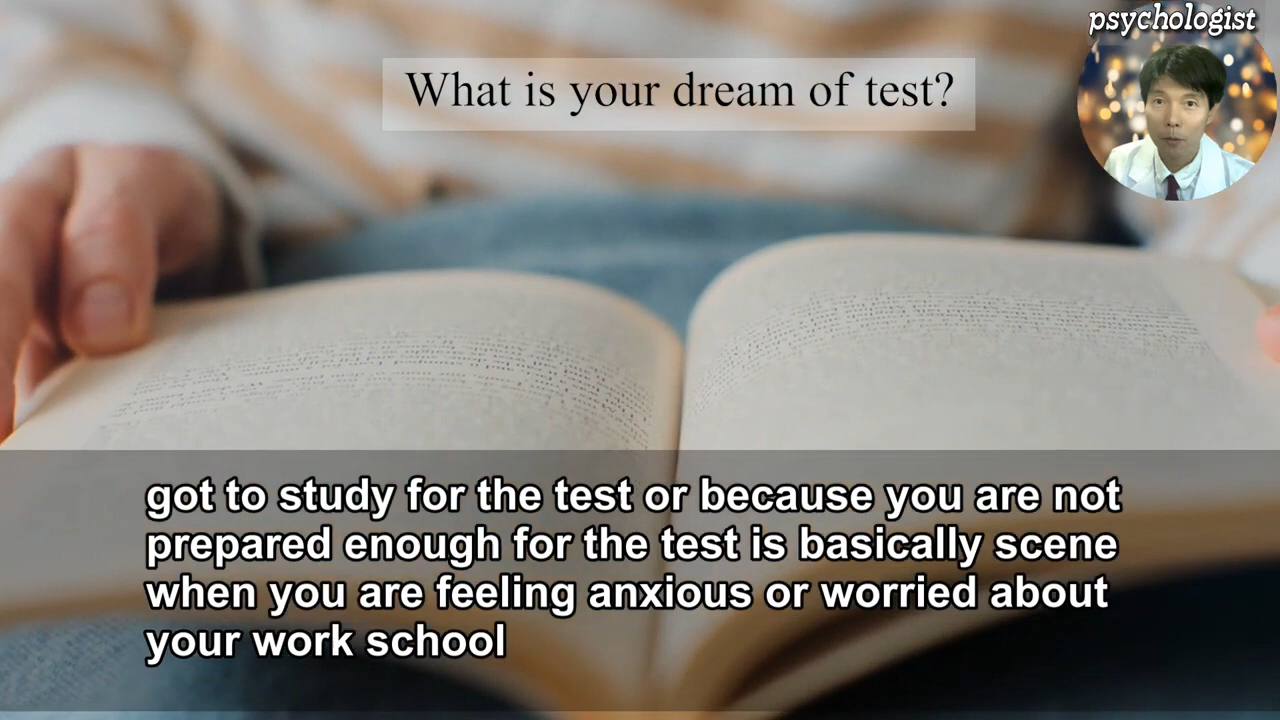 psychologist
What is your dream of test?
got to study for the test or because you are not
prepared enough for the test is basically scene
when you are feeling anxious or worried about
your work school